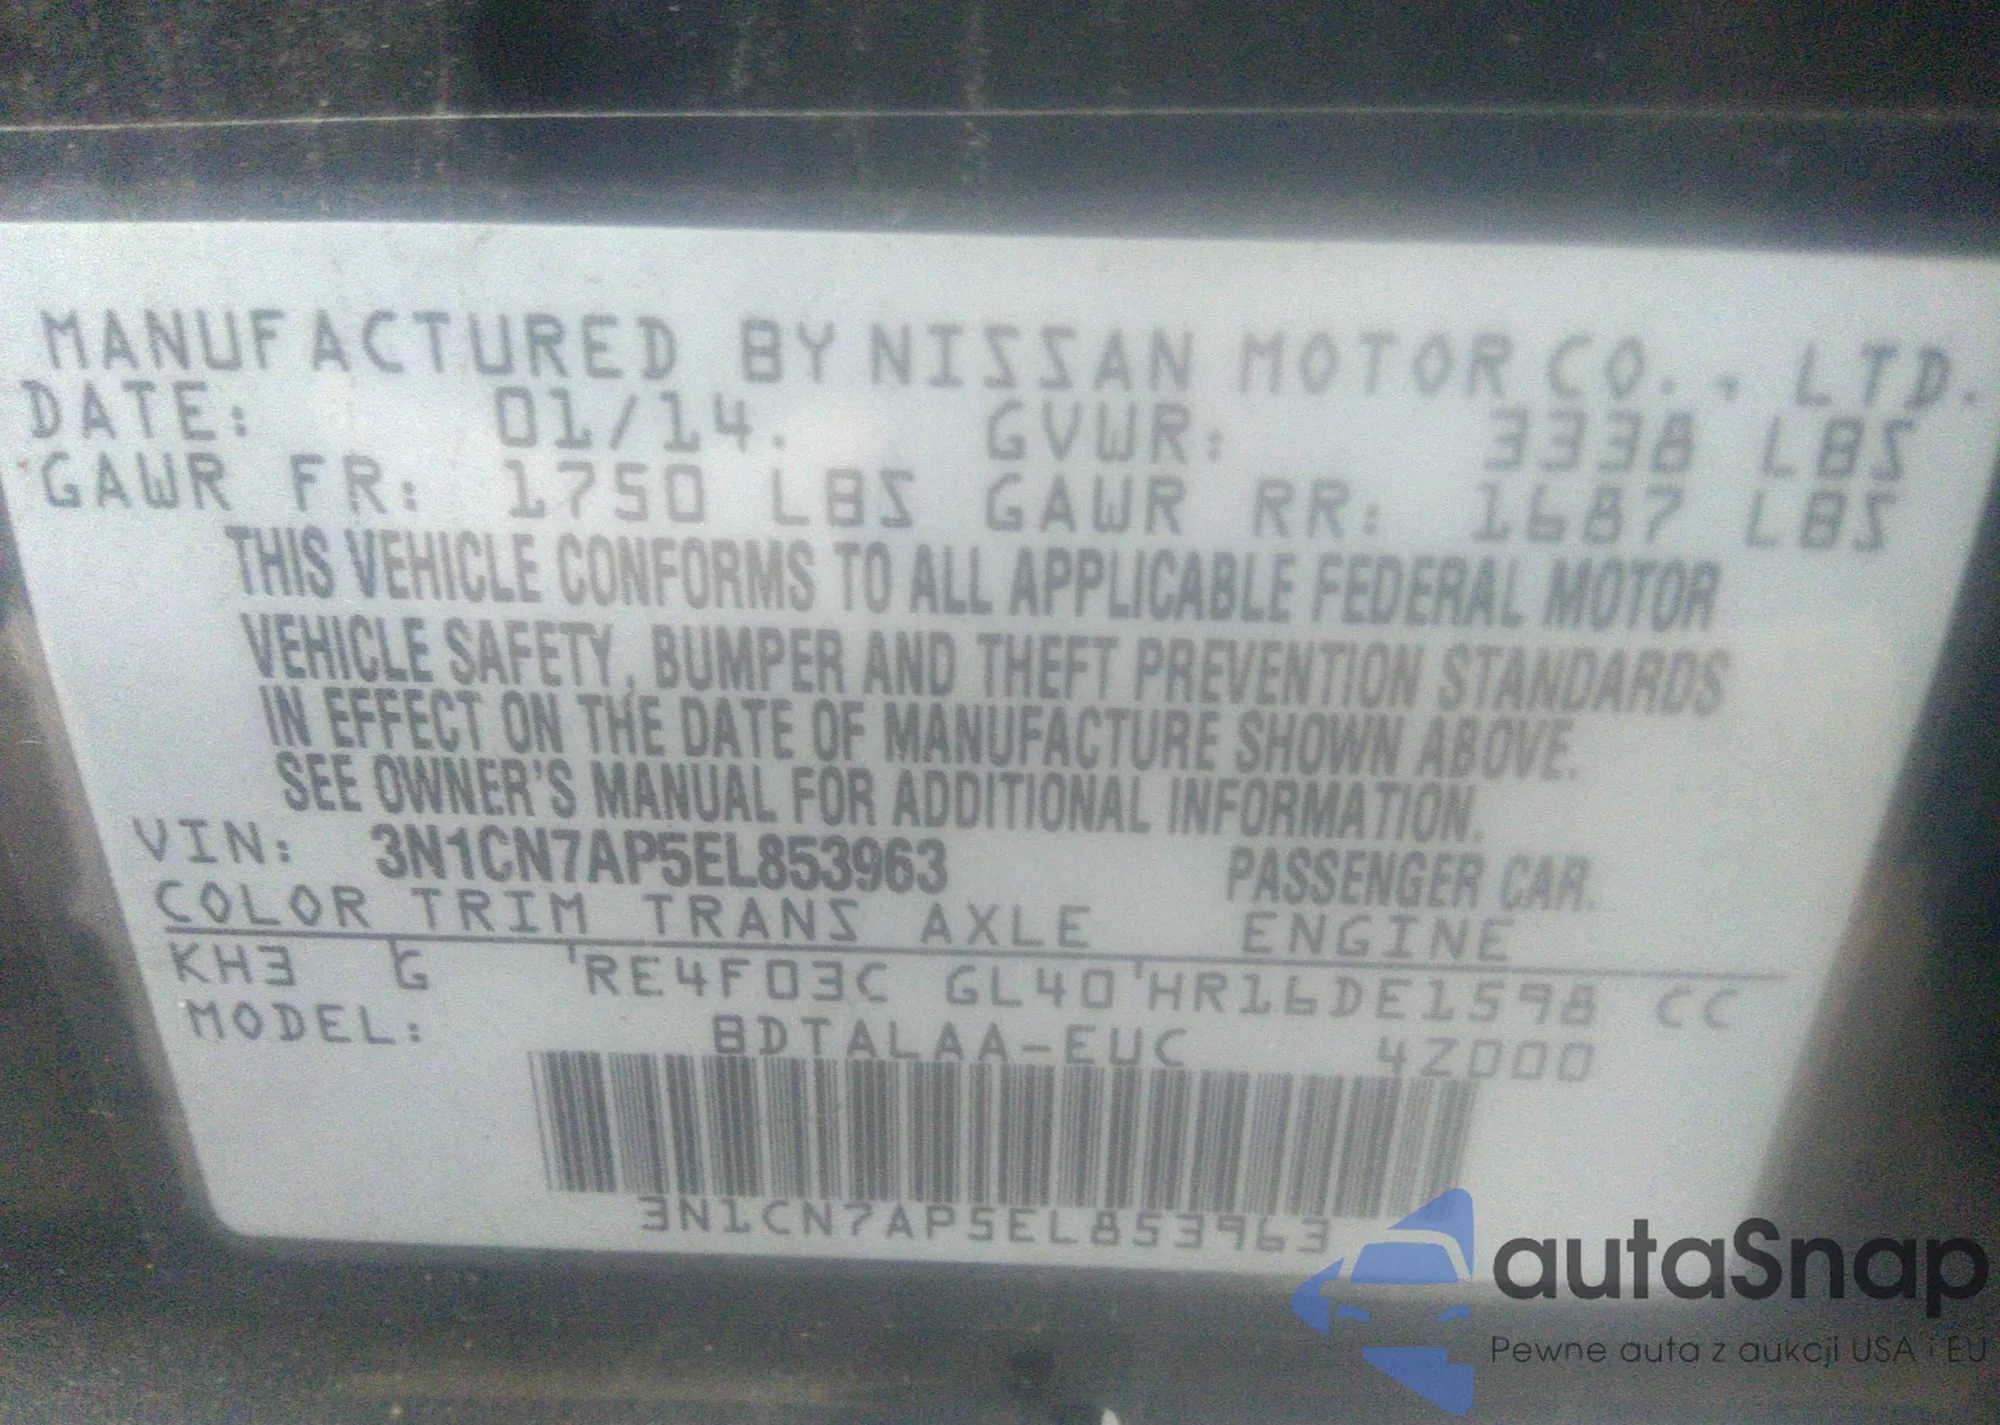 MANUFACTURED BY NISSAN MOTOR CO., LTD.
DATE: 01/14. GVWR: 3338 LBS
GAWR FR: 1750 LBS GAWR RR: 1687 LBS
THIS VEHICLE CONFORMS TO ALL APPLICABLE FEDERAL MOTOR
VEHICLE SAFETY, BUMPER AND THEFT PREVENTION STANDARDS
IN EFFECT ON THE DATE OF MANUFACTURE SHOWN ABOVE.
SEE OWNER'S MANUAL FOR ADDITIONAL INFORMATION.
VIN: 3N1CN7AP5EL853963 PASSENGER CAR.
COLOR TRIM TRANS AXLE ENGINE
KH3 G RE4F03C GL40 HR16DE1598 CC
MODEL: BDTALAA-EUC 4Z000
3N1CN7AP5EL853963
autaSnap
Pewne auta z aukcji USA i EU